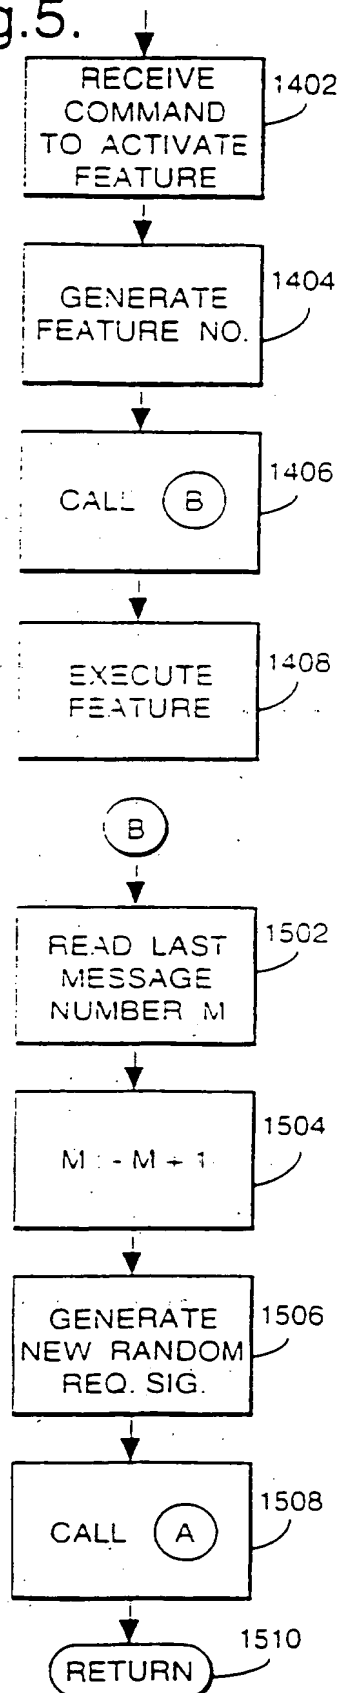 g.5.
RECEIVE
COMMAND
TO ACTIVATE
FEATURE
1402
GENERATE
FEATURE NO.
1404
CALL B
1406
EXECUTE
FEATURE
1408
B
READ LAST
MESSAGE
NUMBER M
1502
M : - M + 1
1504
GENERATE
NEW RANDOM
REQ. SIG.
1506
CALL A
1508
RETURN
1510